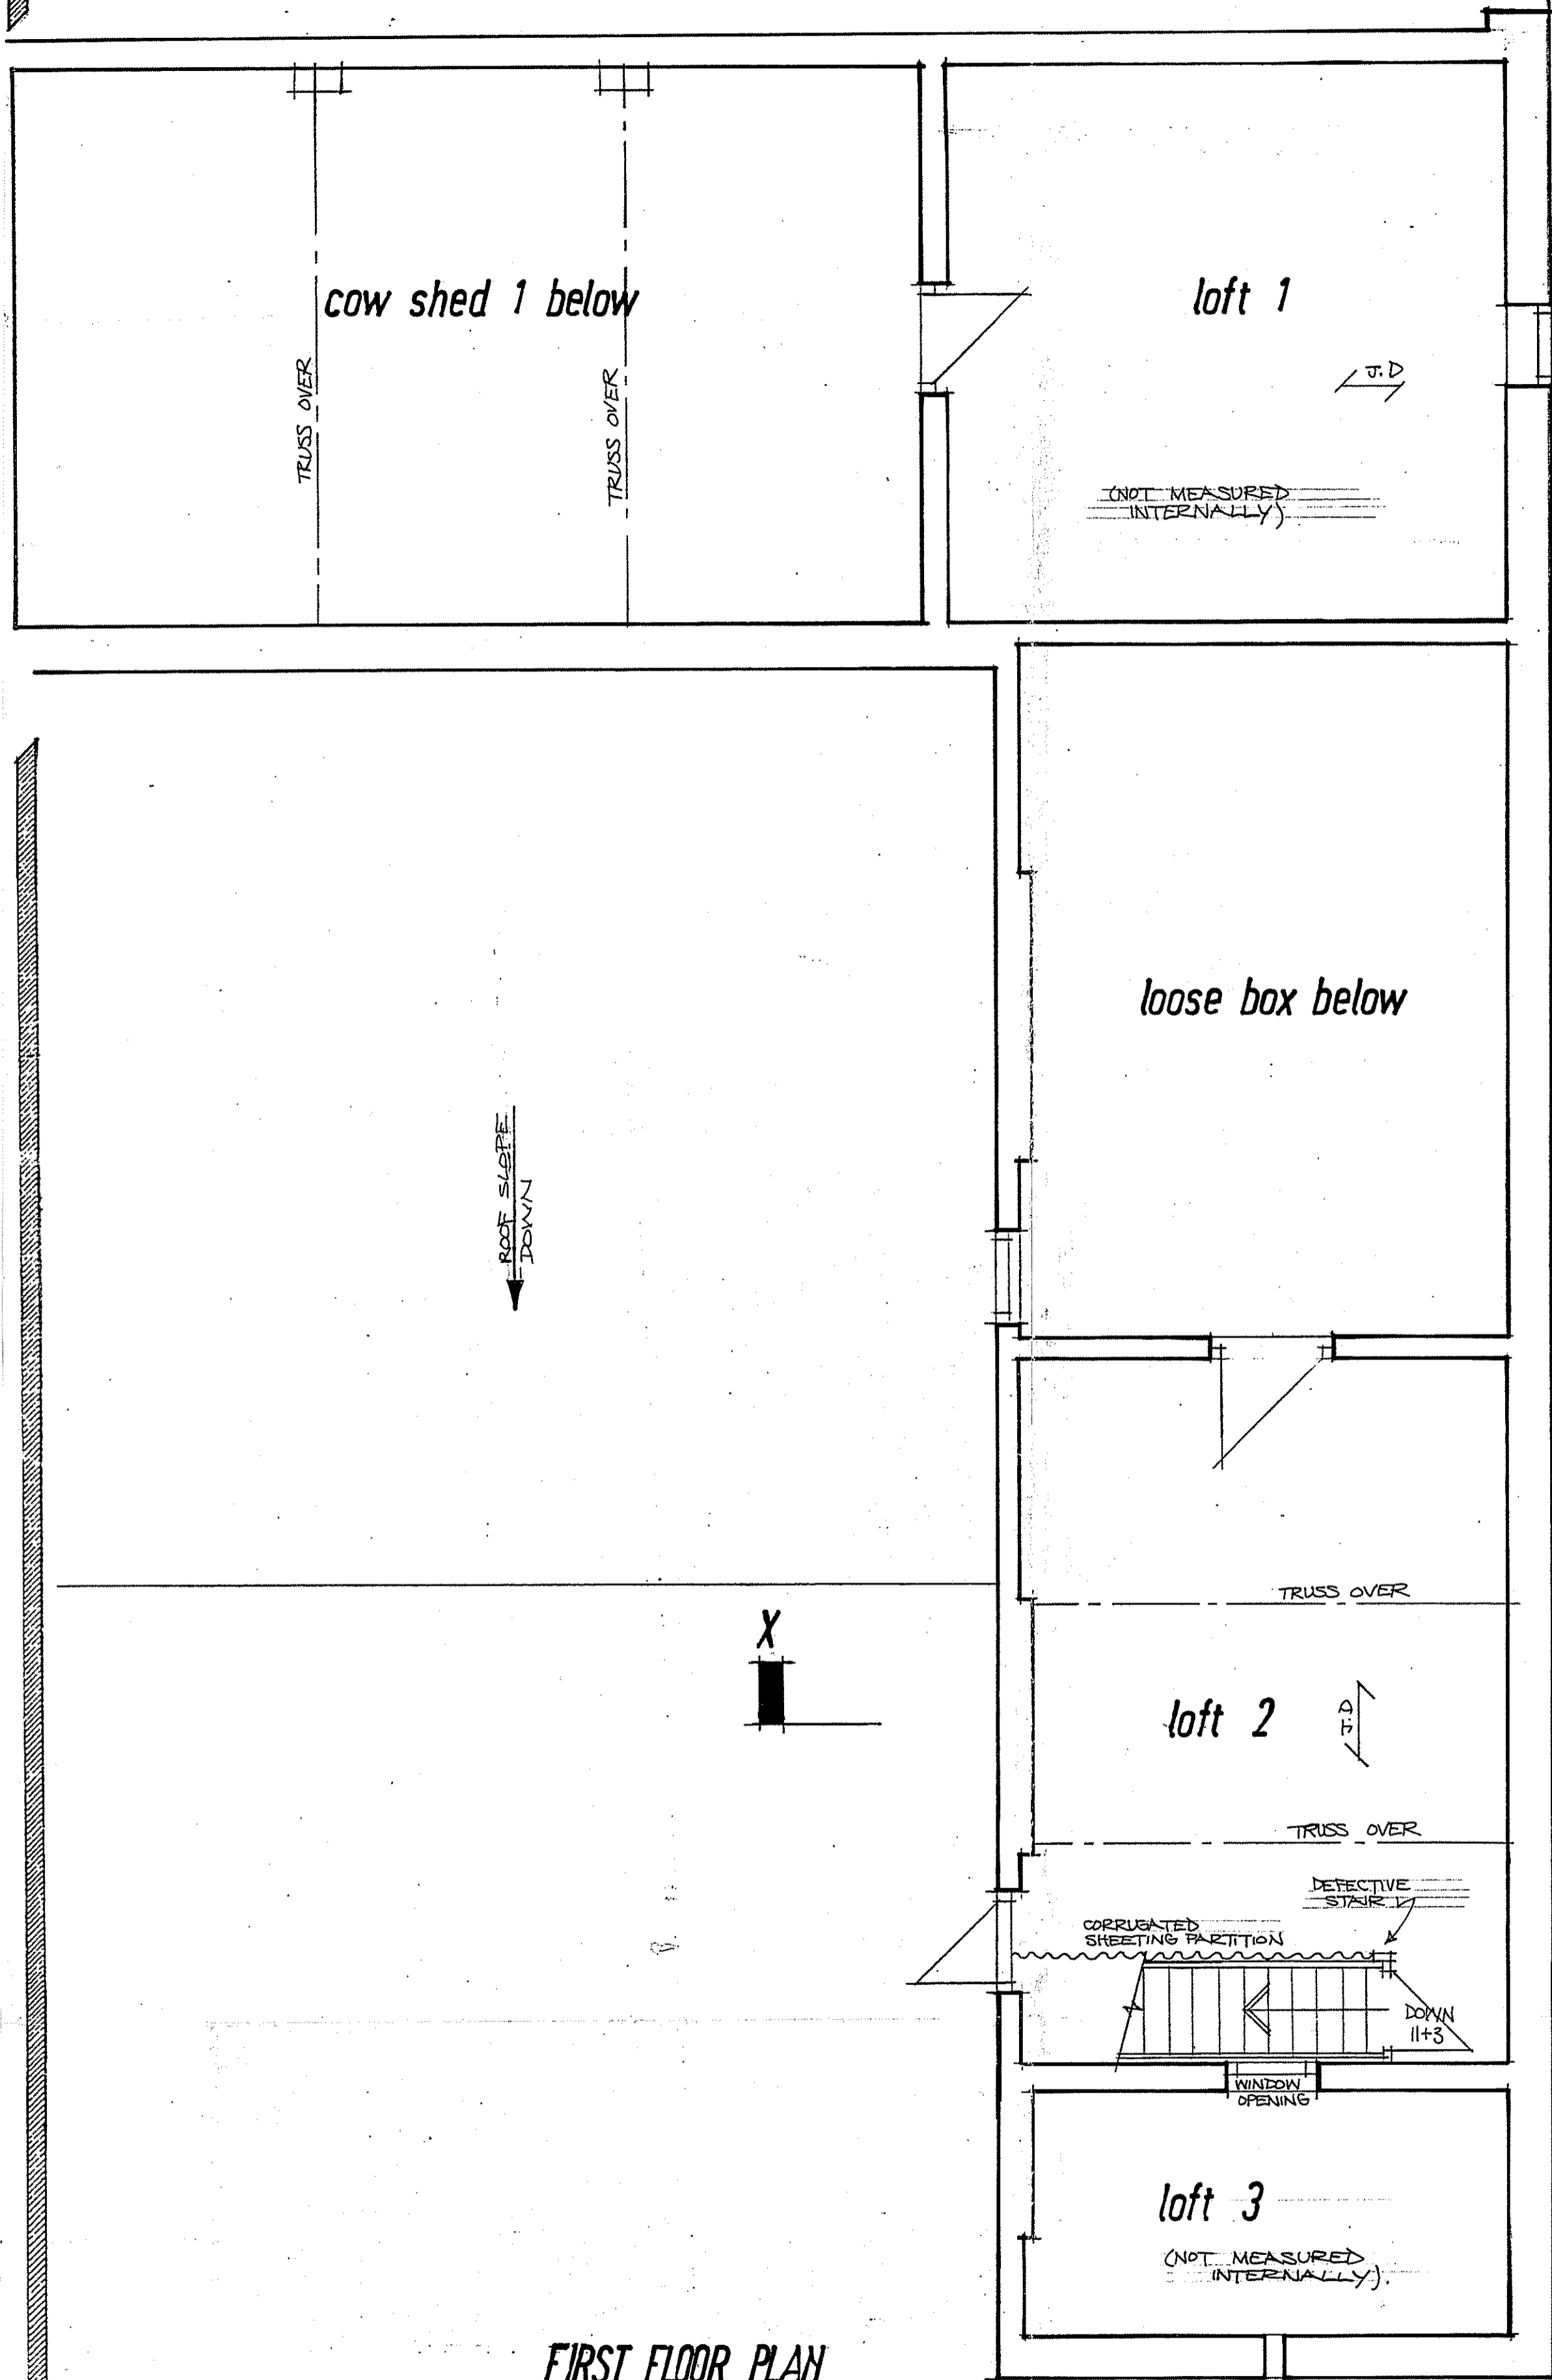 cow shed 1 below
loft 1
TRUSS OVER
TRUSS OVER
J.D
(NOT MEASURED
INTERNALLY)
loose box below
ROOF SLOPE
DOWN
X
TRUSS OVER
loft 2
J.D
TRUSS OVER
DEFECTIVE
STAIR
CORRUGATED
SHEETING PARTITION
DOWN
11+3
WINDOW
OPENING
loft 3
(NOT MEASURED
INTERNALLY).
FIRST FLOOR PLAN